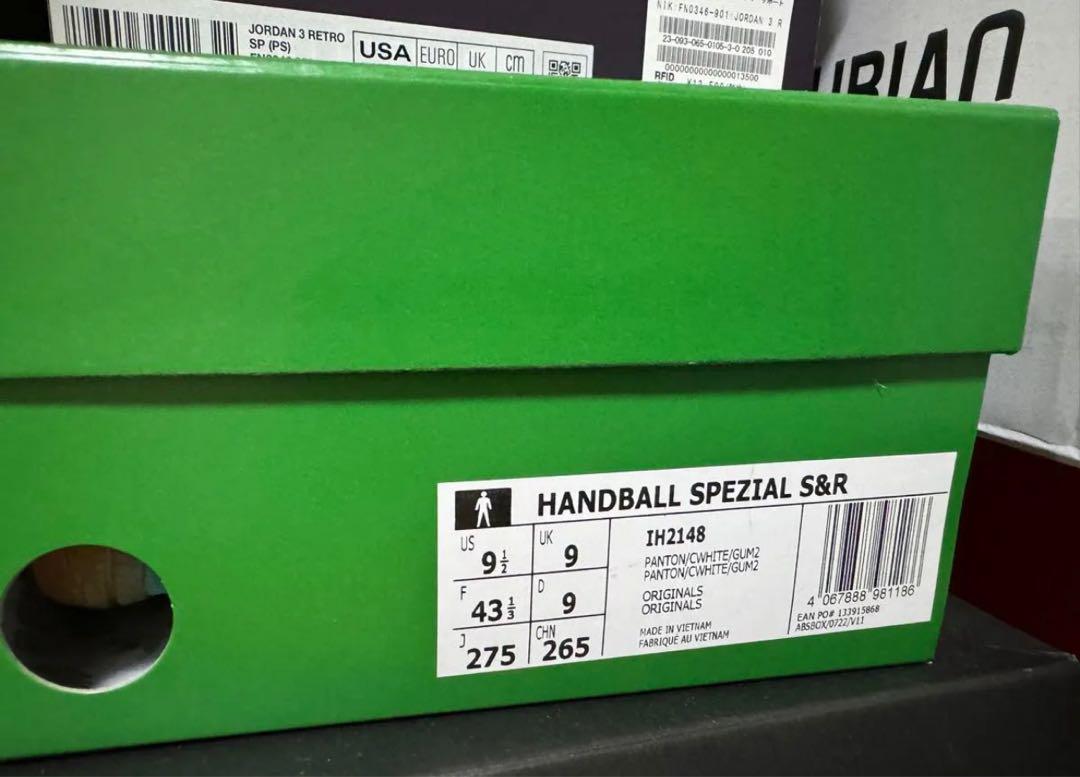 JORDAN 3 RETRO
SP (PS)
USA EURO UK cm
NIK:FN0346-901:JORDAN 3 R
23-093-065-0105-3-0 205 010
0000000000000000013500
RFID
HANDBALL SPEZIAL S&R
US 9½ UK 9
F 43⅓ D 9
J 275 CHN 265
IH2148
PANTON/CWHITE/GUM2
PANTON/CWHITE/GUM2
ORIGINALS
ORIGINALS
MADE IN VIETNAM
FABRIQUÉ AU VIETNAM
4 067888 981186
EAN PO# 133915868
ABSBOX/0722/V11